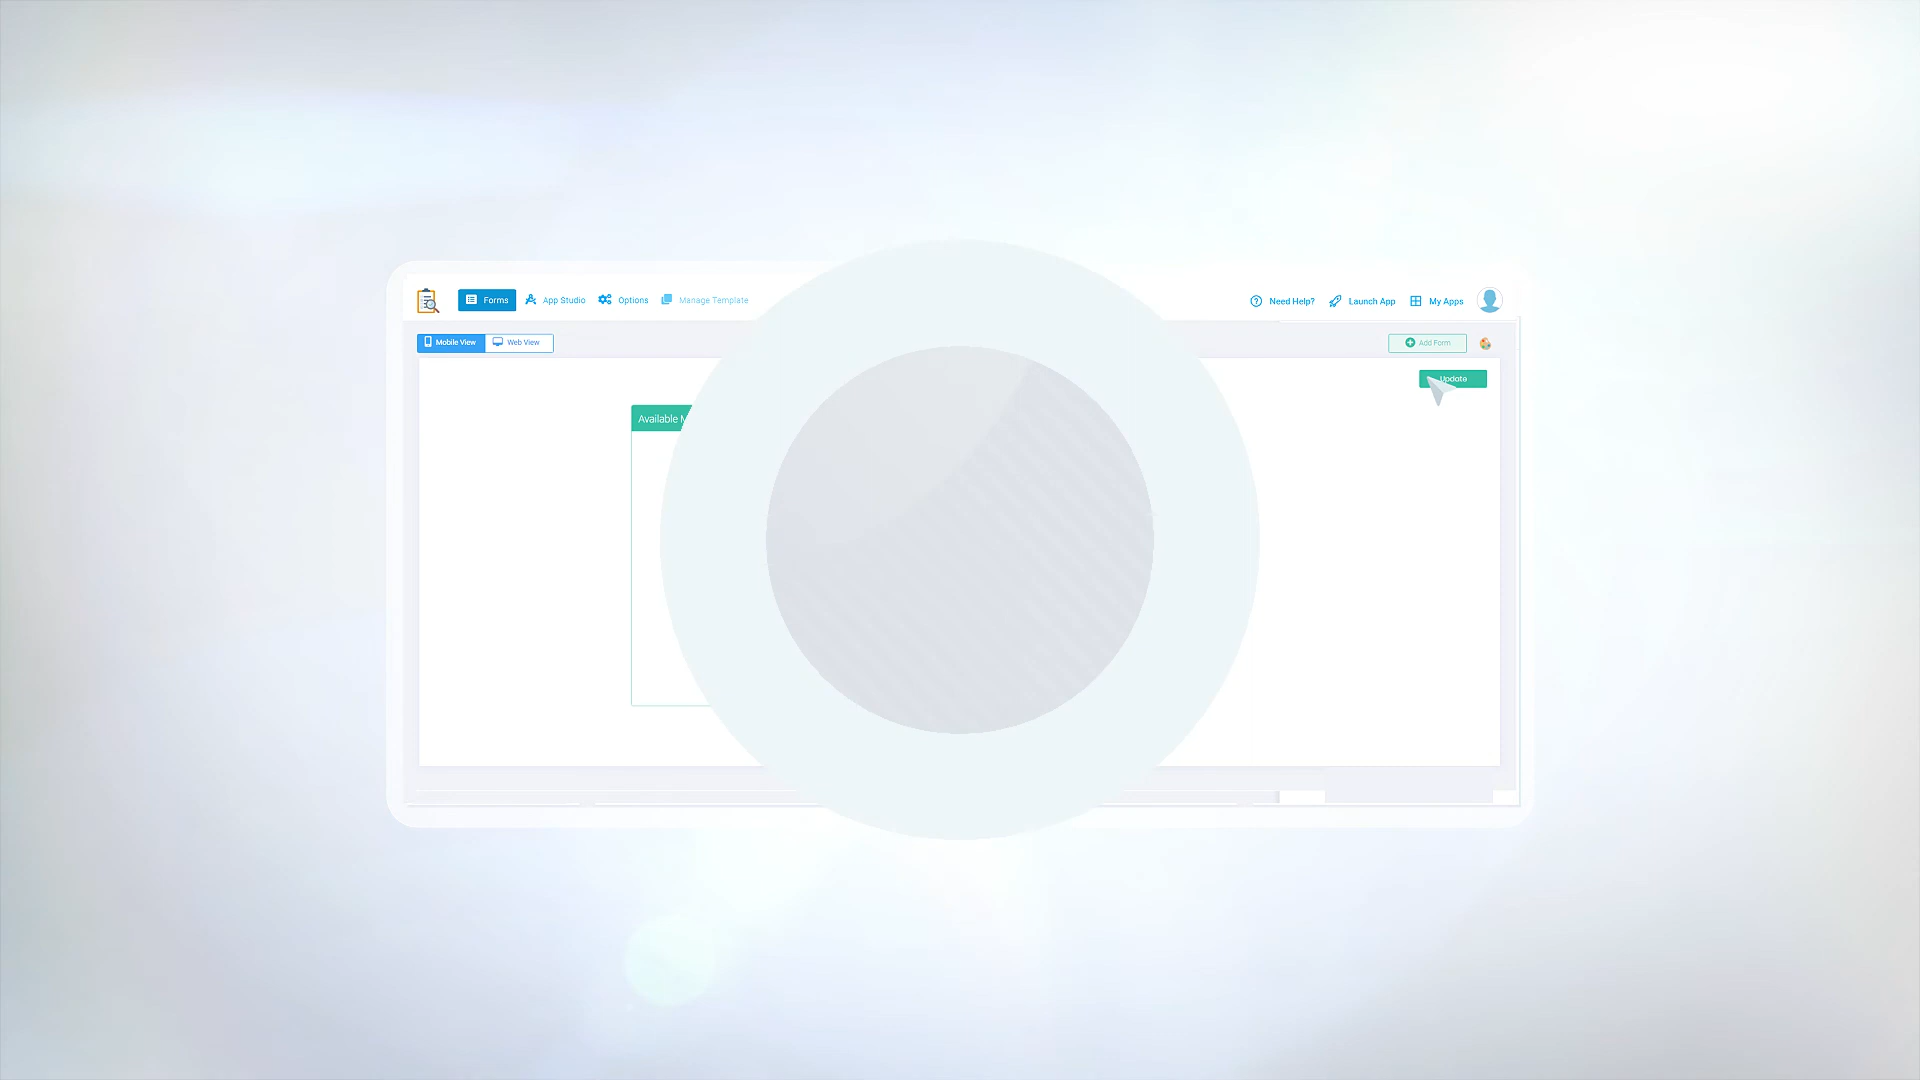 Forms App Studio Options Manage Template Need Help? Launch App My Apps
Mobile View Web View Add Form
Update
Available